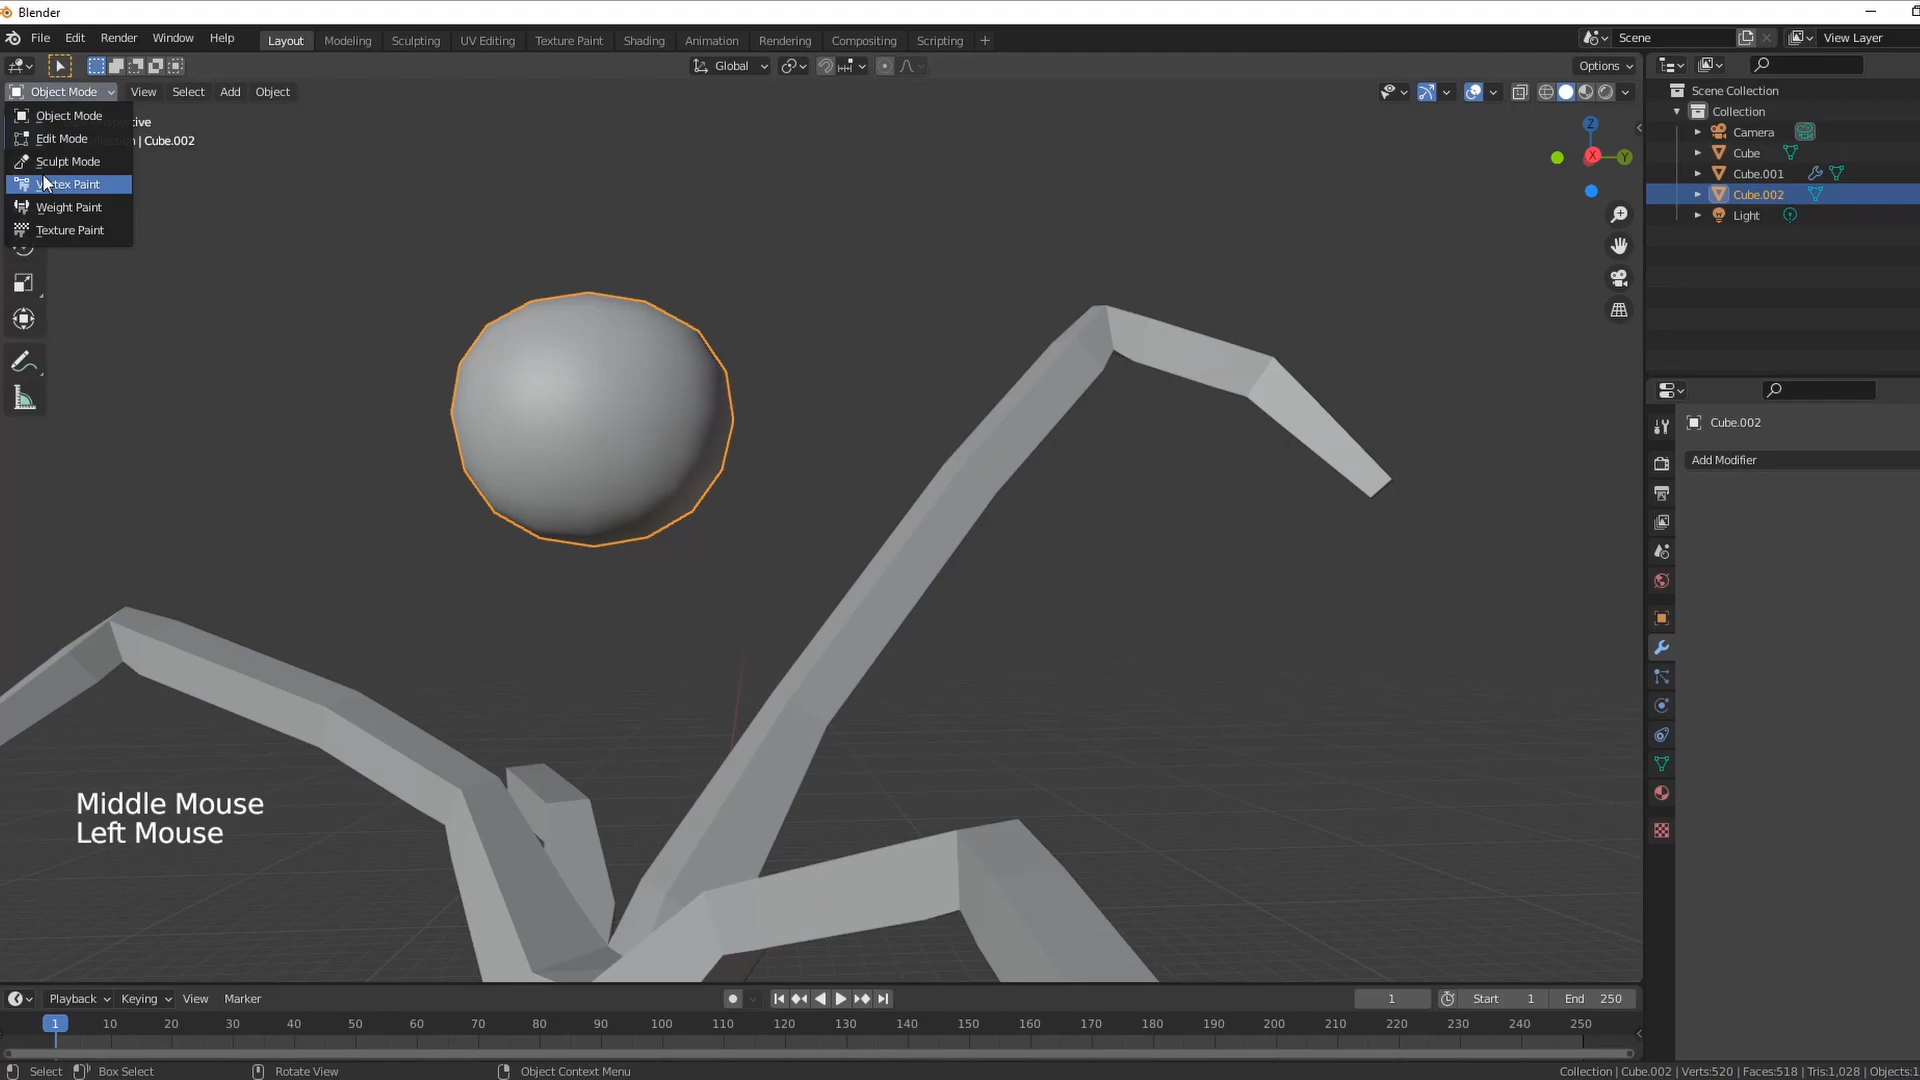 Blender
File Edit Render Window Help
Layout Modeling Sculpting UV Editing Texture Paint Shading Animation Rendering Compositing Scripting +
Scene
View Layer
Global
Options
Object Mode View Select Add Object
Object Mode
Edit Mode
Sculpt Mode
Weight Paint
Texture Paint
| Cube.002
Z
X
Y
Scene Collection
Collection
Camera
Cube
Cube.001
Cube.002
Light
Cube.002
Add Modifier
Middle Mouse
Left Mouse
Playback Keying View Marker
1
Start 1 End 250
1 10 20 30 40 50 60 70 80 90 100 110 120 130 140 150 160 170 180 190 200 210 220 230 240 250
Select Box Select Rotate View Object Context Menu
Collection | Cube.002 | Verts:520 | Faces:518 | Tris:1,028 | Objects:1